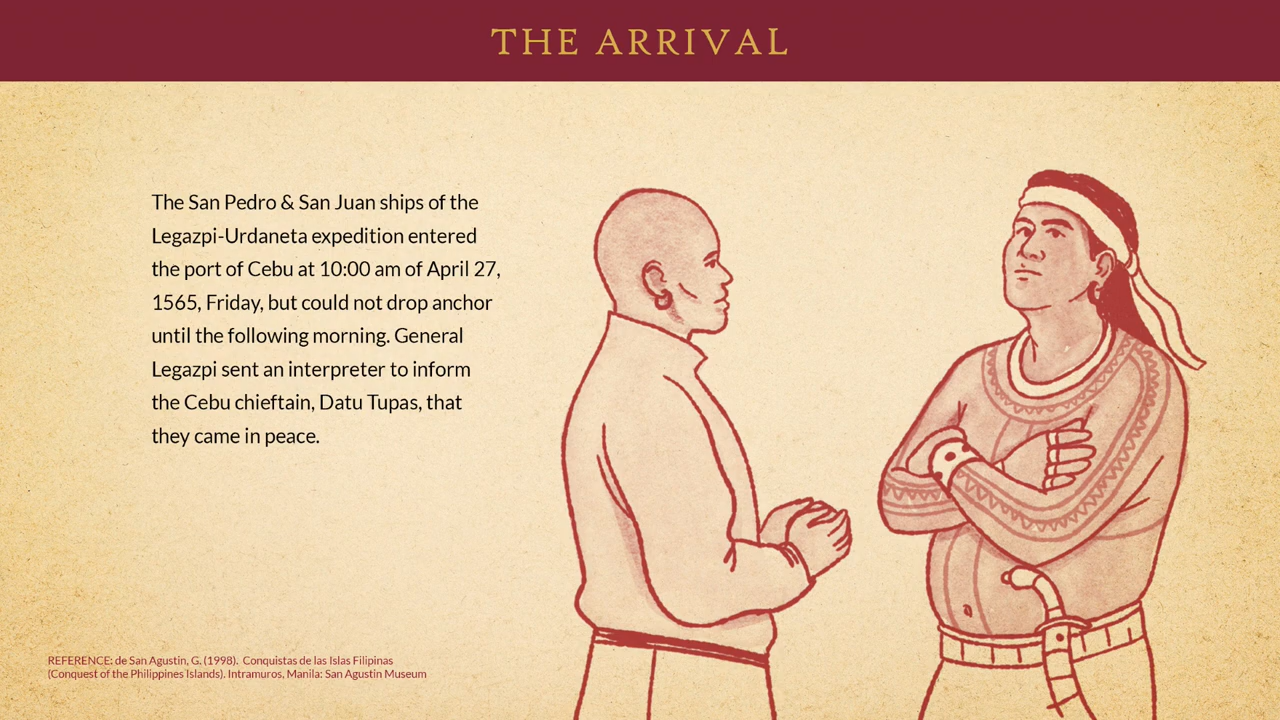 THE ARRIVAL
The San Pedro & San Juan ships of the
Legazpi-Urdaneta expedition entered
the port of Cebu at 10:00 am of April 27,
1565, Friday, but could not drop anchor
until the following morning. General
Legazpi sent an interpreter to inform
the Cebu chieftain, Datu Tupas, that
they came in peace.
REFERENCE: de San Agustin, G. (1998). Conquistas de las Islas Filipinas
(Conquest of the Philippines Islands). Intramuros, Manila: San Agustin Museum